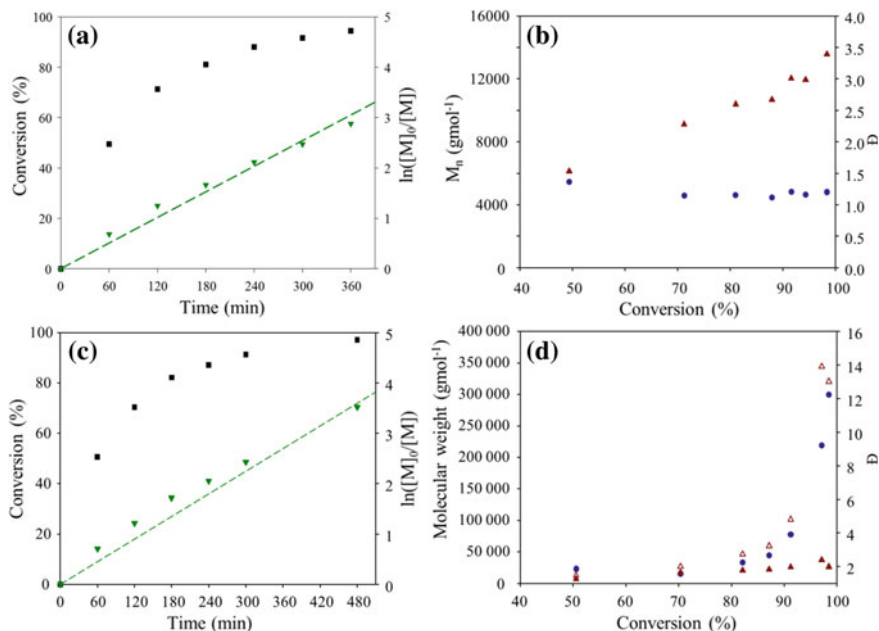 (a)
Conversion (%)
100
80
60
40
20
0
5
4
3
2
1
0
ln([M]₀/[M])
0 60 120 180 240 300 360
Time (min)
(b)
Mₙ (gmol⁻¹)
16000
12000
8000
4000
0
4.0
3.5
3.0
2.5
2.0
1.5
1.0
0.5
0.0
Đ
40 50 60 70 80 90 100
Conversion (%)
(c)
Conversion (%)
100
80
60
40
20
0
5
4
3
2
1
0
ln([M]₀/[M])
0 60 120 180 240 300 360 420 480
Time (min)
(d)
Molecular weight (gmol⁻¹)
400 000
350 000
300 000
250 000
200 000
150 000
100 000
50 000
0
16
14
12
10
8
6
4
2
Đ
40 50 60 70 80 90 100
Conversion (%)